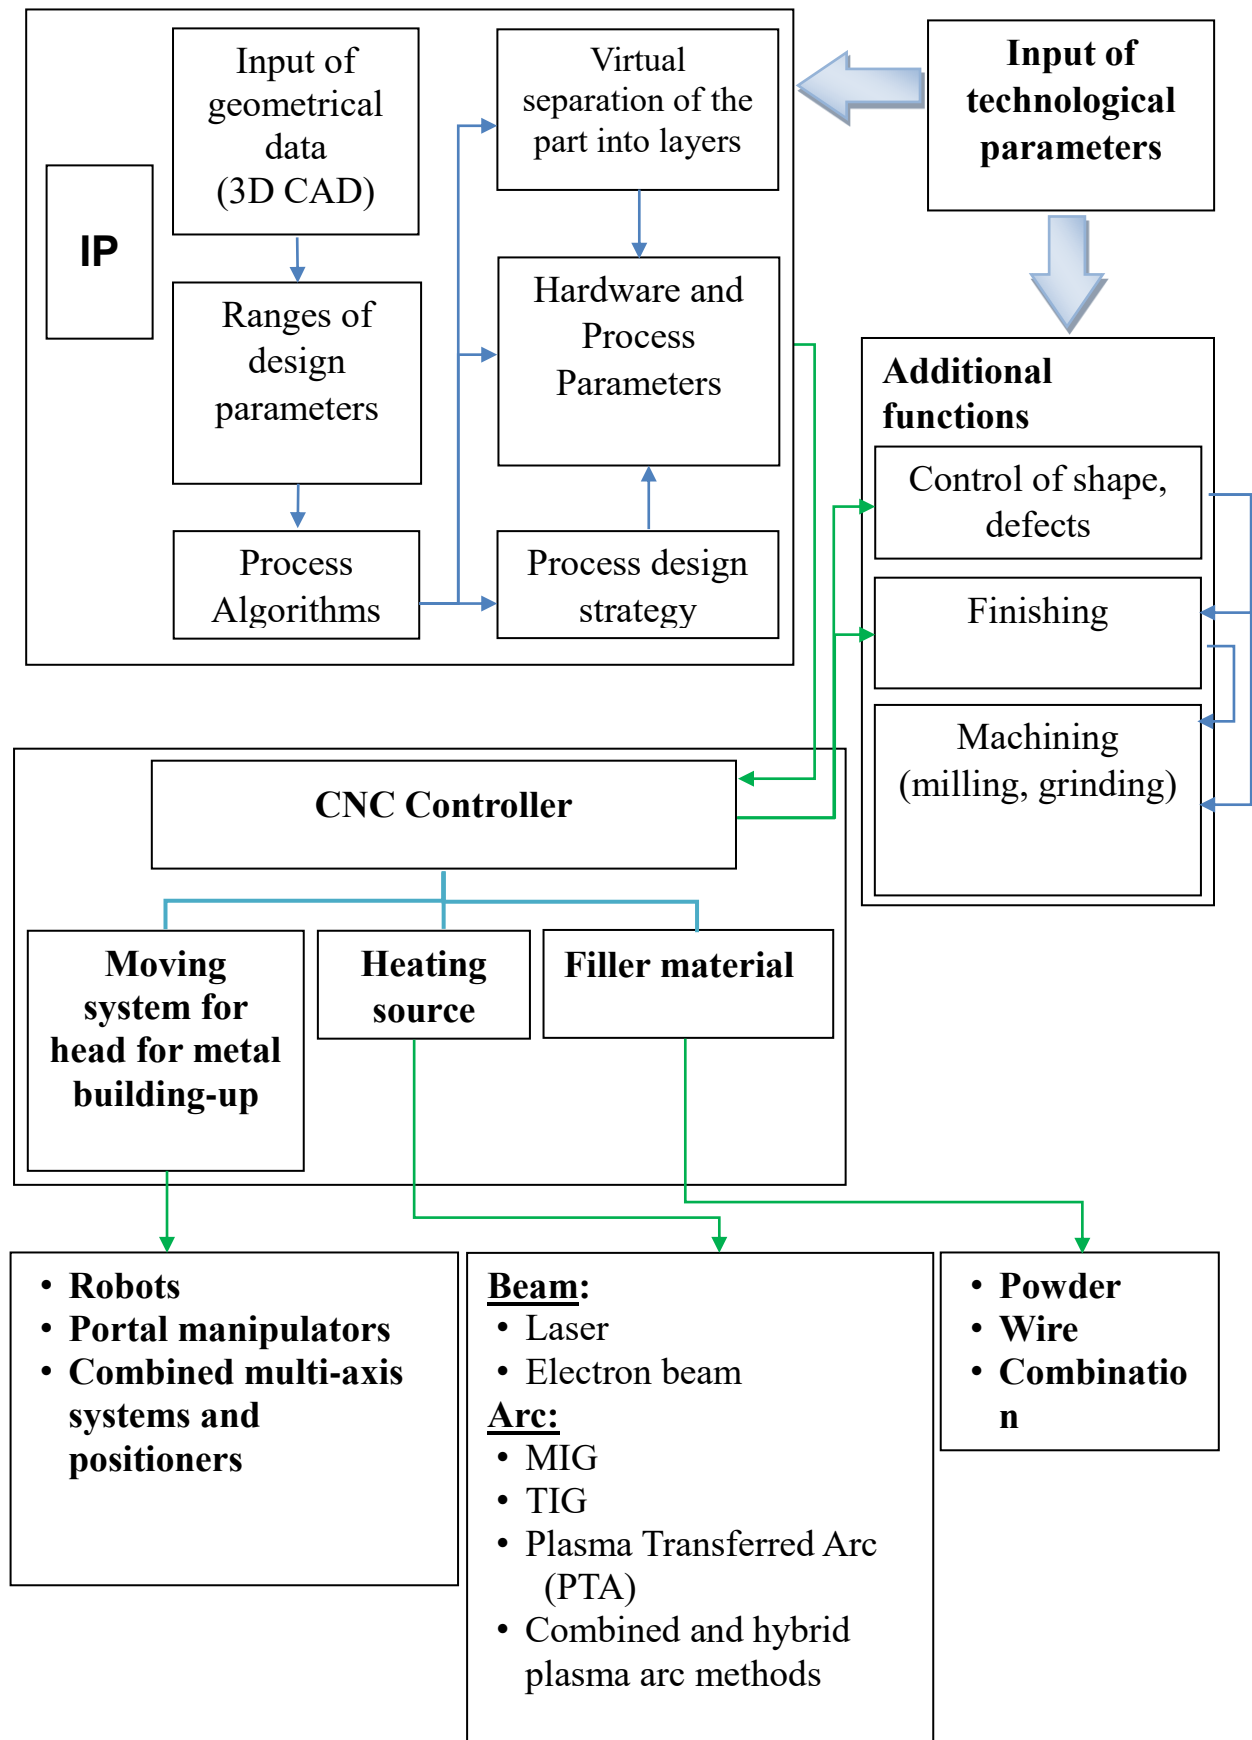 Input of
geometrical
data
(3D CAD)
Virtual
separation of the
part into layers
Input of
technological
parameters
IP
Ranges of
design
parameters
Hardware and
Process
Parameters
Additional
functions
Control of shape,
defects
Process
Algorithms
Process design
strategy
Finishing
Machining
(milling, grinding)
CNC Controller
Moving
system for
head for metal
building-up
Heating
source
Filler material
• Robots
• Portal manipulators
• Combined multi-axis
systems and
positioners
Beam:
• Laser
• Electron beam
Arc:
• MIG
• TIG
• Plasma Transferred Arc
(PTA)
• Combined and hybrid
plasma arc methods
• Powder
• Wire
• Combinatio
n